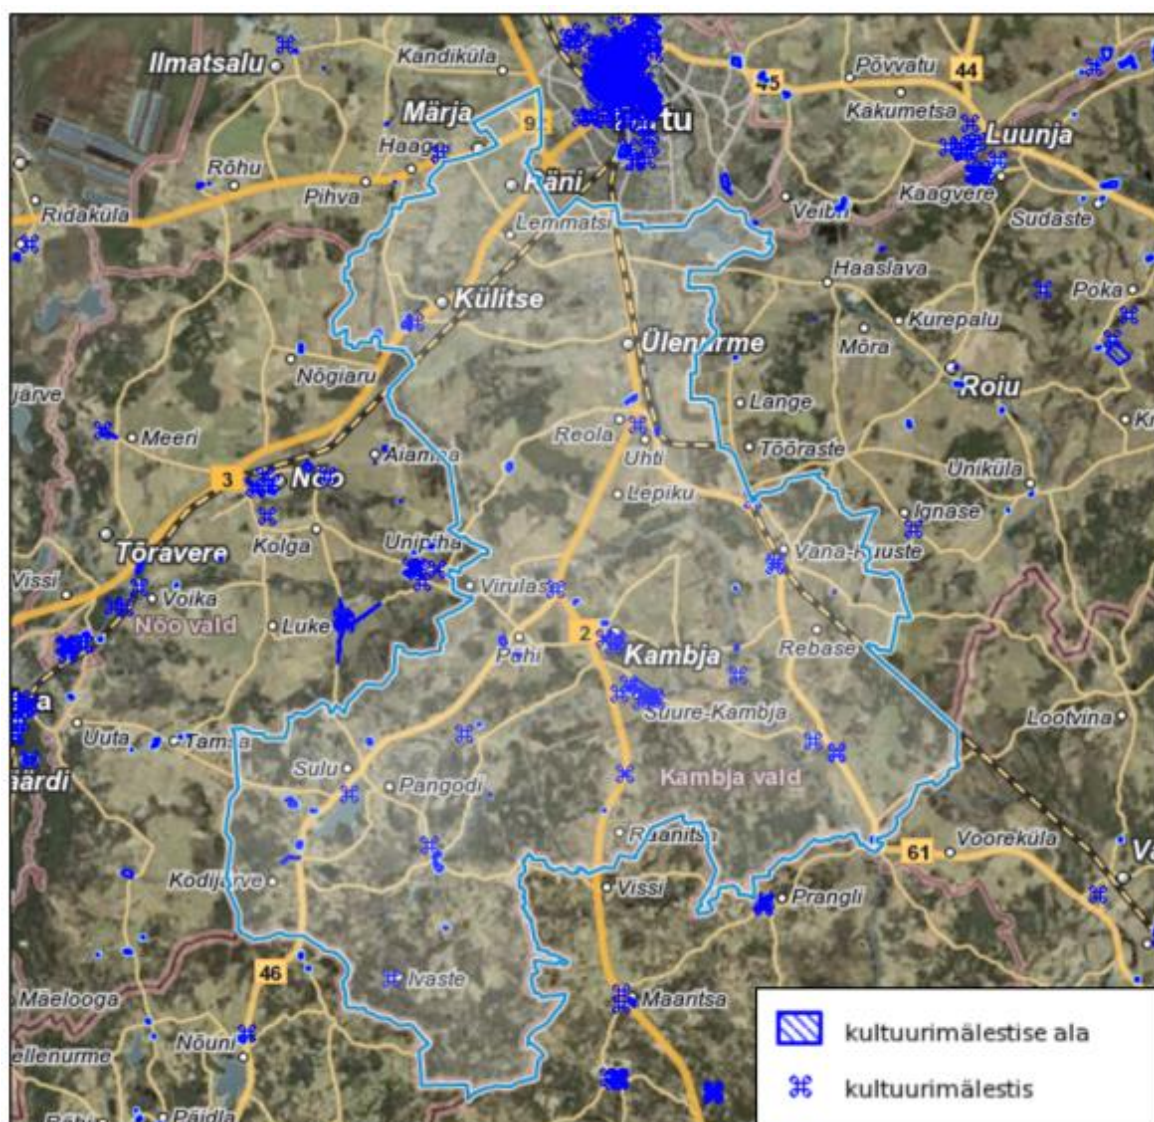 Kandiküla
Ilmatsalu
Põvvatu
44
45
Kakumetsa
Märja
9
Luunja
Haage
Räni
Rõhu
Pihva
Kaagvere
Ridaküla
Veibri
Sudaste
Lemmatsi
Haaslava
Poka
Külitse
Kurepalu
Mõra
Ülenurme
Nõgiaru
järve
Roiu
Lange
Meeri
Reola
Uhti
Tõõraste
Aiamaa
3
Nõo
Uniküla
Lepiku
Ignase
Kolga
Unipiha
Tõravere
Vana-Kuuste
Vissi
Virulase
Voika
Nõo vald
Luke
2
Puhi
Kambja
Rebase
Suure-Kambja
Uuta
Tamsa
Lootvina
Sulu
Pangodi
Kambja vald
Raanitsa
61
Vooreküla
Kodijärve
Vissi
Prangli
46
Ivaste
Maaritsa
Mäelooga
Nõuni
ellenurme
Päidla
kultuurimälestise ala
kultuurimälestis